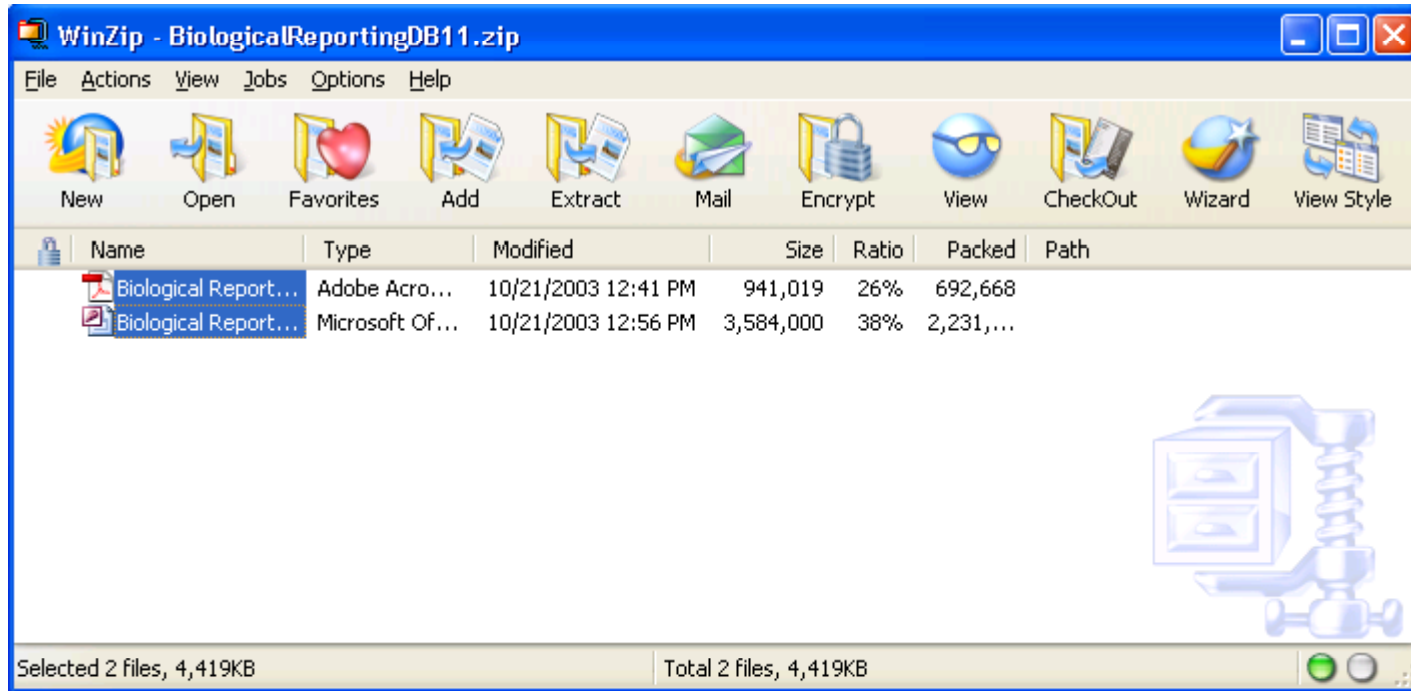 WinZip - BiologicalReportingDB11.zip
File Actions View Jobs Options Help
New Open Favorites Add Extract Mail Encrypt View CheckOut Wizard View Style
Name Type Modified Size Ratio Packed Path
Biological Report... Adobe Acro... 10/21/2003 12:41 PM 941,019 26% 692,668
Biological Report... Microsoft Of... 10/21/2003 12:56 PM 3,584,000 38% 2,231,...
Selected 2 files, 4,419KB Total 2 files, 4,419KB